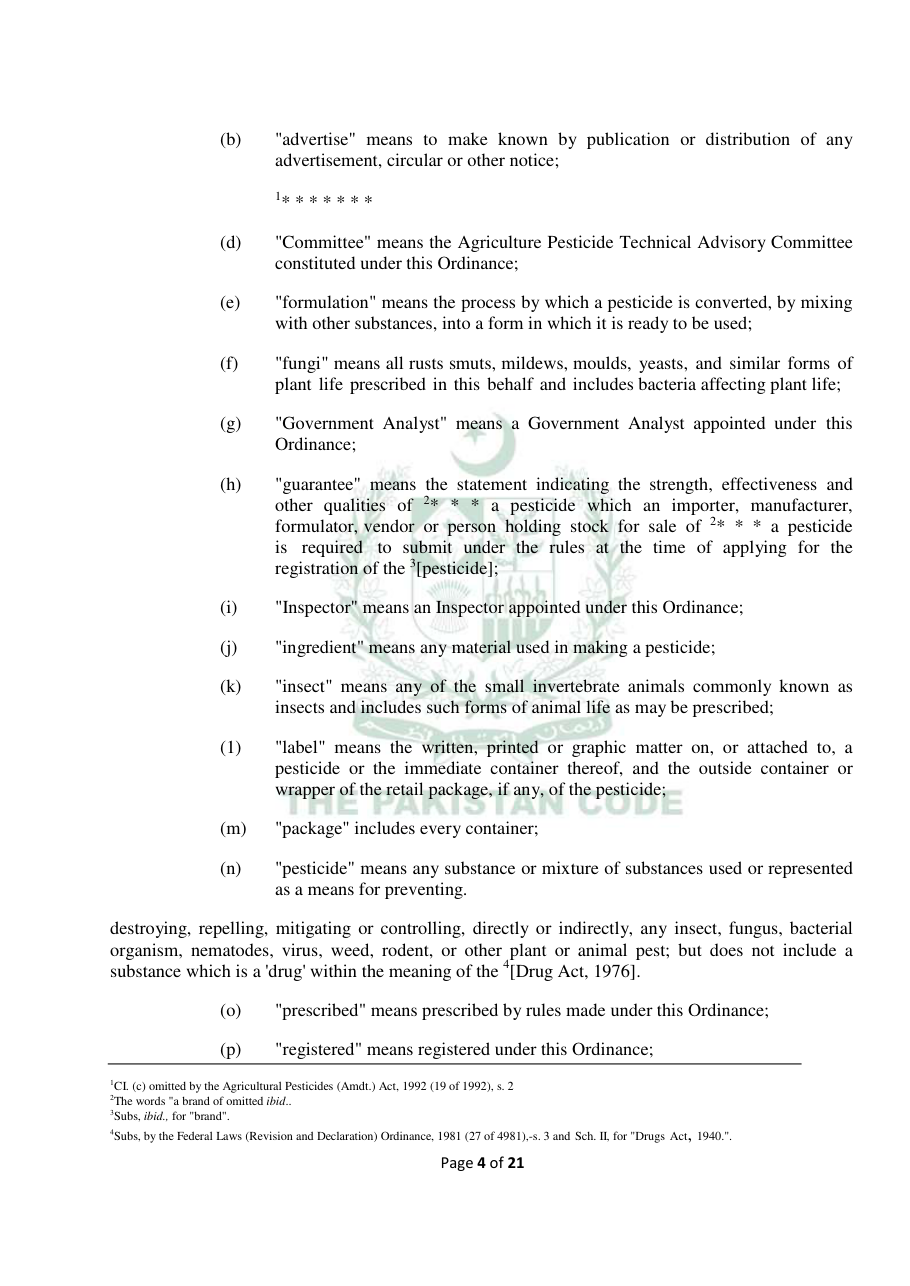 (b) "advertise" means to make known by publication or distribution of any
advertisement, circular or other notice;
1* * * * * * *
(d) "Committee" means the Agriculture Pesticide Technical Advisory Committee
constituted under this Ordinance;
(e) "formulation" means the process by which a pesticide is converted, by mixing
with other substances, into a form in which it is ready to be used;
(f) "fungi" means all rusts smuts, mildews, moulds, yeasts, and similar forms of
plant life prescribed in this behalf and includes bacteria affecting plant life;
(g) "Government Analyst" means a Government Analyst appointed under this
Ordinance;
(h) "guarantee" means the statement indicating the strength, effectiveness and
other qualities of 2* * * a pesticide which an importer, manufacturer,
formulator, vendor or person holding stock for sale of 2* * * a pesticide
is required to submit under the rules at the time of applying for the
registration of the 3[pesticide];
(i) "Inspector" means an Inspector appointed under this Ordinance;
(j) "ingredient" means any material used in making a pesticide;
(k) "insect" means any of the small invertebrate animals commonly known as
insects and includes such forms of animal life as may be prescribed;
(1) "label" means the written, printed or graphic matter on, or attached to, a
pesticide or the immediate container thereof, and the outside container or
wrapper of the retail package, if any, of the pesticide;
THE PAKISTAN CODE
(m) "package" includes every container;
(n) "pesticide" means any substance or mixture of substances used or represented
as a means for preventing.
destroying, repelling, mitigating or controlling, directly or indirectly, any insect, fungus, bacterial
organism, nematodes, virus, weed, rodent, or other plant or animal pest; but does not include a
substance which is a 'drug' within the meaning of the 4[Drug Act, 1976].
(o) "prescribed" means prescribed by rules made under this Ordinance;
(p) "registered" means registered under this Ordinance;
1CI. (c) omitted by the Agricultural Pesticides (Amdt.) Act, 1992 (19 of 1992), s. 2
2The words "a brand of omitted ibid..
3Subs, ibid., for "brand".
4Subs, by the Federal Laws (Revision and Declaration) Ordinance, 1981 (27 of 4981),-s. 3 and Sch. II, for "Drugs Act, 1940.".
Page 4 of 21